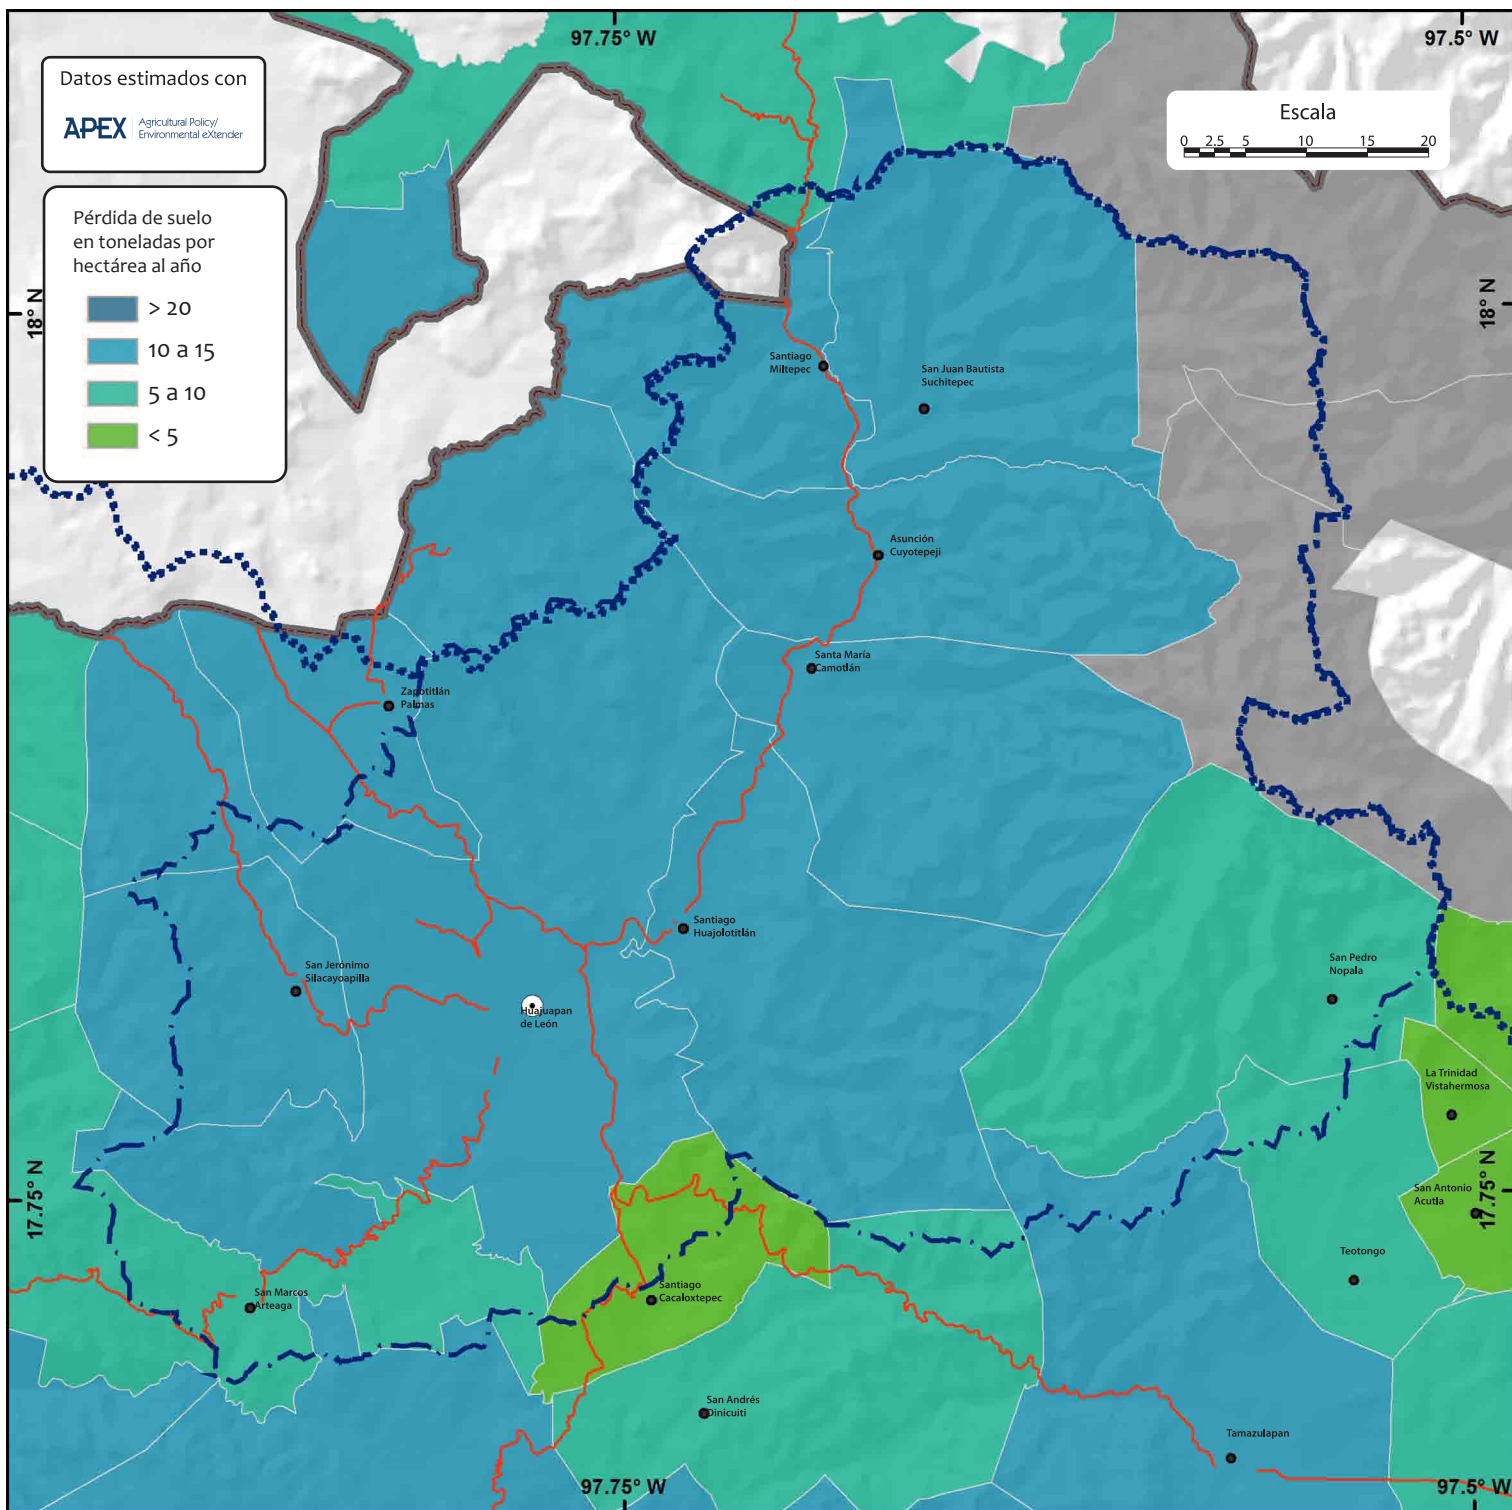 97.75° W
97.5° W
Datos estimados con
APEX
Agricultural Policy/
Environmental eXtender
Escala
0 2.5 5 10 15 20
Pérdida de suelo
en toneladas por
hectárea al año
> 20
10 a 15
5 a 10
< 5
18° N
18° N
Santiago
Miltepec
San Juan Bautista
Suchitepec
Asunción
Cuyotepeji
Santa María
Camotlán
Zapotitlán
Palmas
Santiago
Huajolotitlán
San Jerónimo
Silacayoapilla
San Pedro
Nopala
Huajuapan
de León
La Trinidad
Vistahermosa
17.75° N
17.75° N
San Antonio
Acutla
Teotongo
San Marcos
Arteaga
Santiago
Cacaloxtepec
San Andrés
Dinicuiti
Tamazulapan
97.75° W
97.5° W